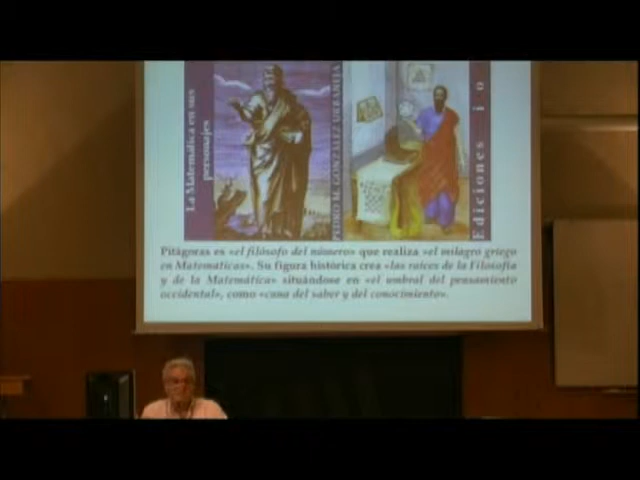 La Matemática en sus
personajes
PEDRO M. GONZÁLEZ URBANEJA
Ediciones
Pitágoras es «el filósofo del número» que realiza «el milagro griego
en Matemáticas». Su figura histórica crea «las raíces de la Filosofía
y de la Matemática» situándose en «el umbral del pensamiento
occidental», como «cuna del saber y del conocimiento».